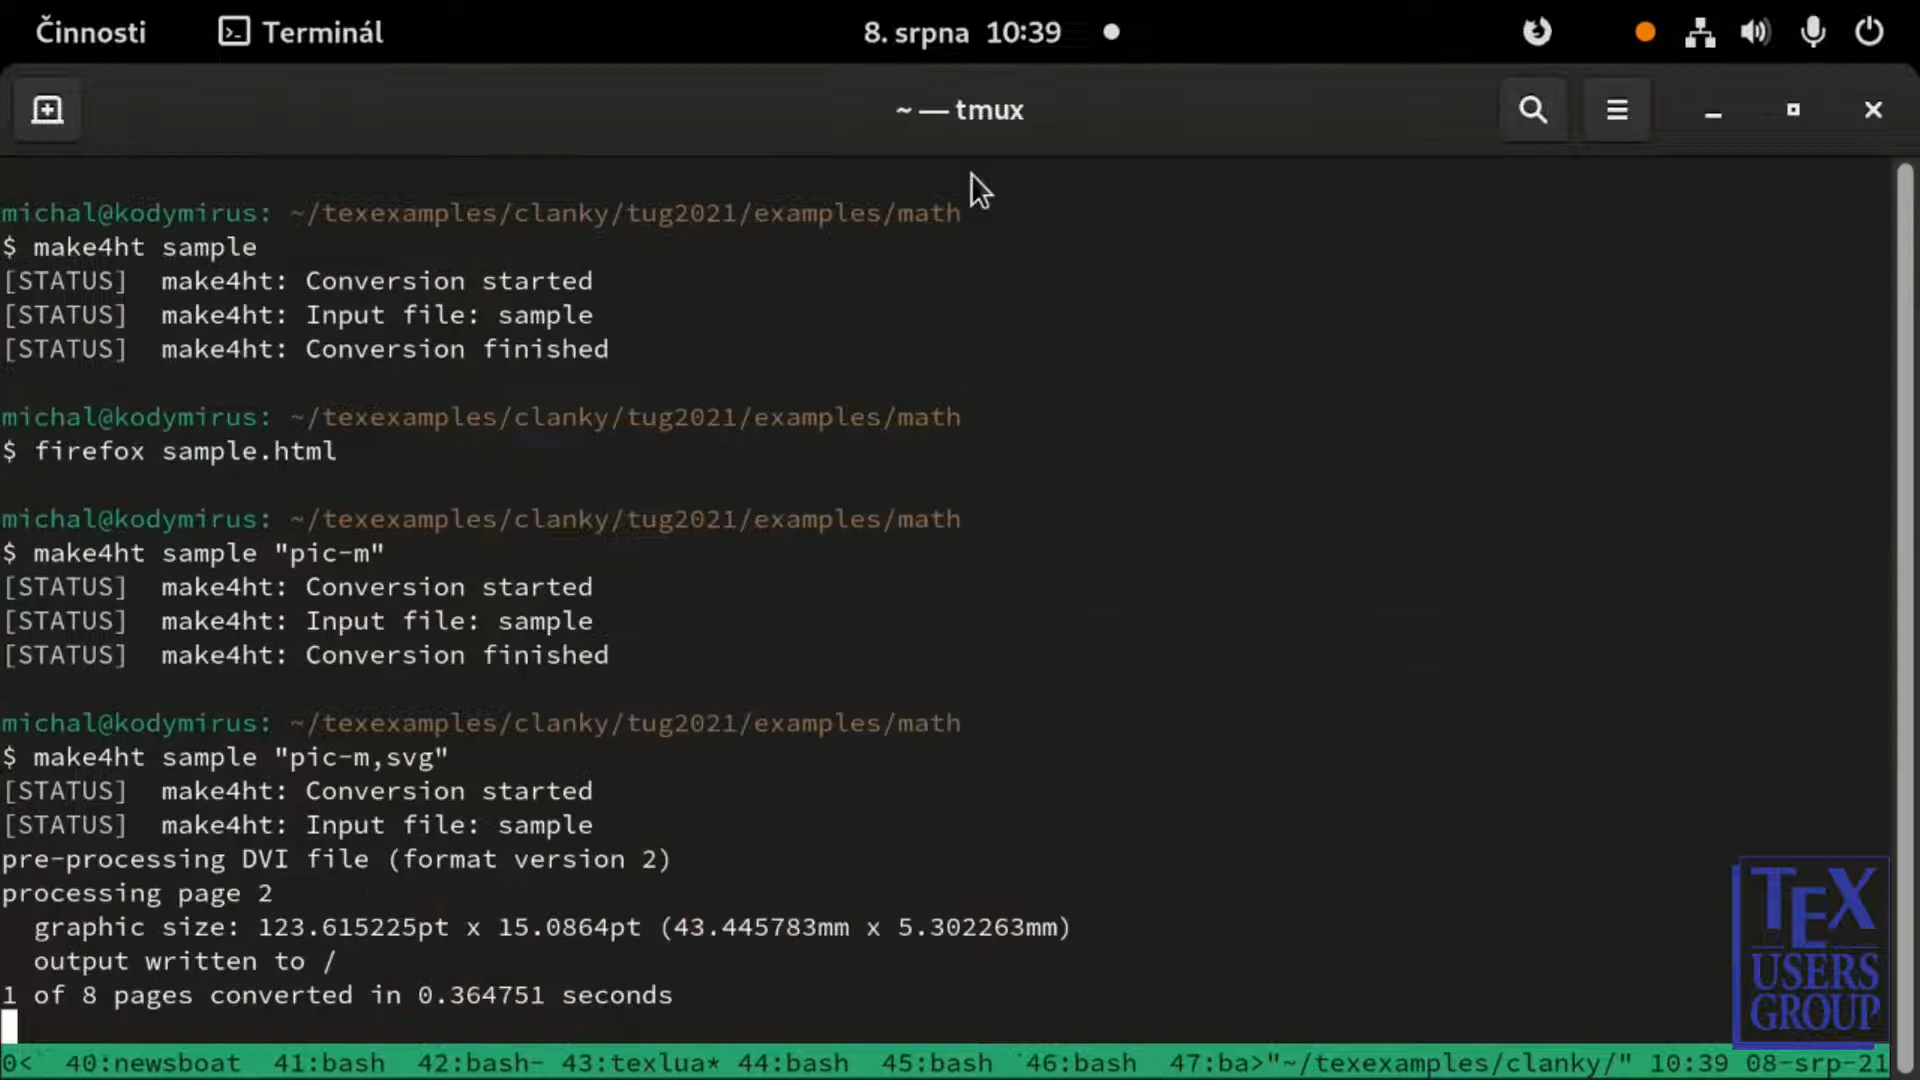 Činnosti Terminál 8. srpna 10:39
~ — tmux
michal@kodymirus: ~/texexamples/clanky/tug2021/examples/math
$ make4ht sample
[STATUS] make4ht: Conversion started
[STATUS] make4ht: Input file: sample
[STATUS] make4ht: Conversion finished
michal@kodymirus: ~/texexamples/clanky/tug2021/examples/math
$ firefox sample.html
michal@kodymirus: ~/texexamples/clanky/tug2021/examples/math
$ make4ht sample "pic-m"
[STATUS] make4ht: Conversion started
[STATUS] make4ht: Input file: sample
[STATUS] make4ht: Conversion finished
michal@kodymirus: ~/texexamples/clanky/tug2021/examples/math
$ make4ht sample "pic-m,svg"
[STATUS] make4ht: Conversion started
[STATUS] make4ht: Input file: sample
pre-processing DVI file (format version 2)
processing page 2
graphic size: 123.615225pt x 15.0864pt (43.445783mm x 5.302263mm)
output written to /
1 of 8 pages converted in 0.364751 seconds
TEX
USERS
GROUP
0< 40:newsboat 41:bash 42:bash- 43:texlua* 44:bash 45:bash 46:bash 47:ba>"~/texexamples/clanky/" 10:39 08-srp-21